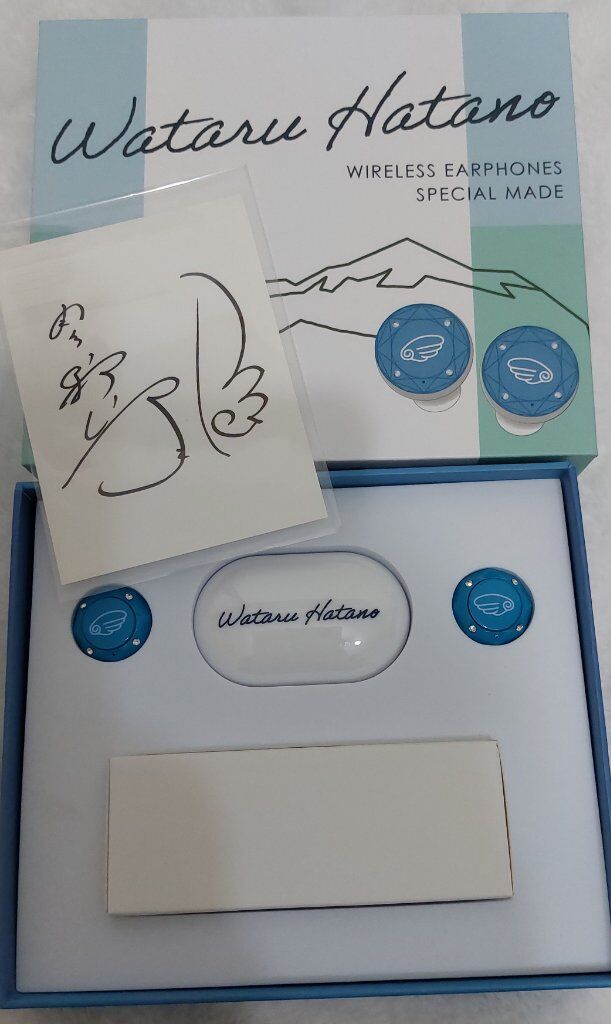 Wataru Hatano
WIRELESS EARPHONES
SPECIAL MADE
Wataru Hatano